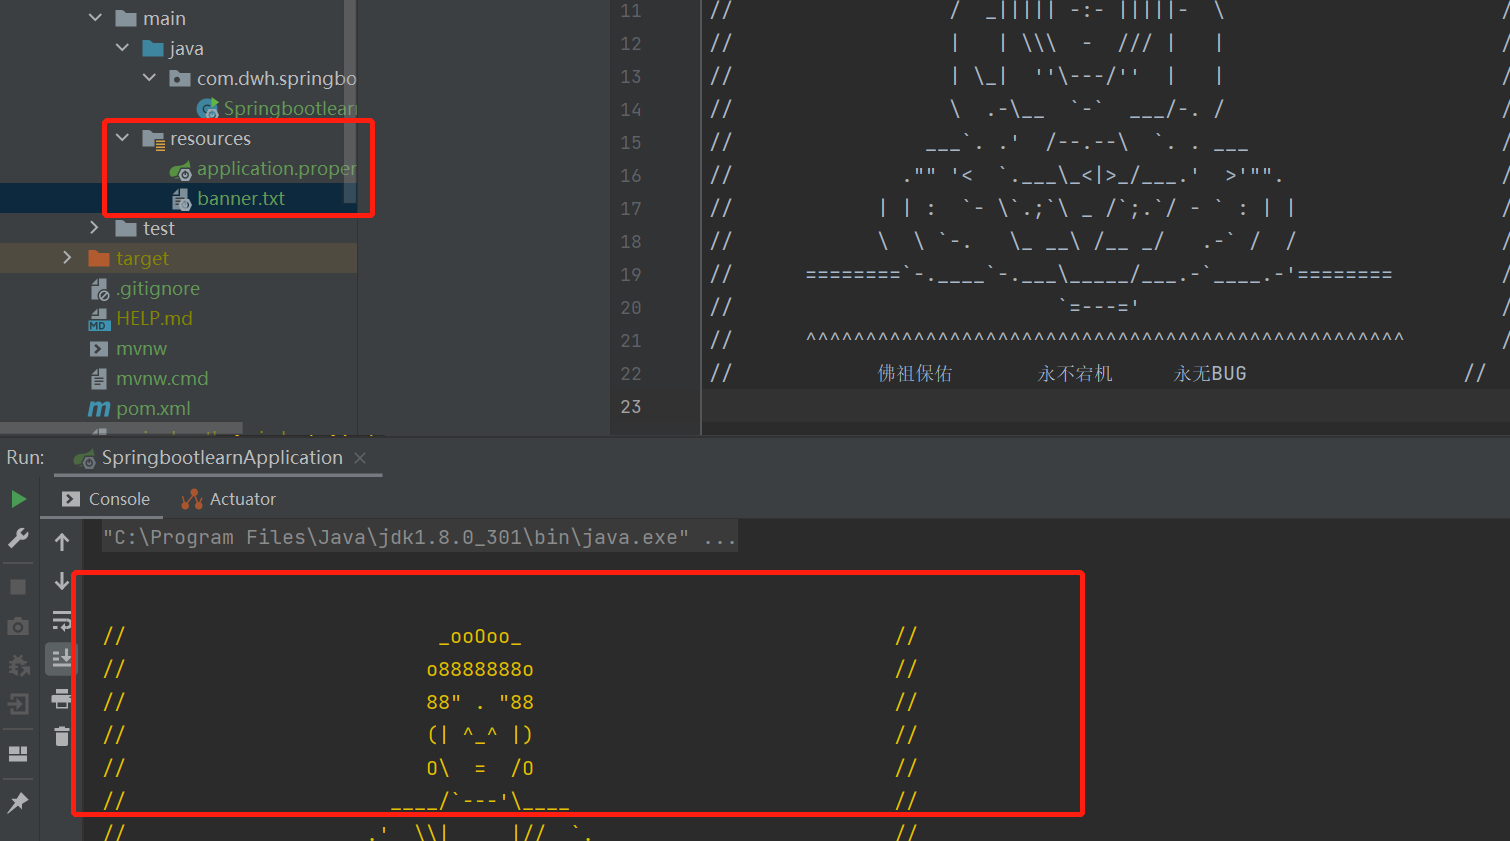 main
java
com.dwh.springbo
Springbootlearn
resources
application.proper
banner.txt
test
target
.gitignore
HELP.md
mvnw
mvnw.cmd
pom.xml
11 //                  /  _||||| -:- |||||-  \                       /
12 //                  |   | \\\  -  /// |   |                       /
13 //                  | \_|  ''\---/''  |   |                       /
14 //                  \  .-\__  `-`  ___/-. /                       /
15 //                ___`. .'  /--.--\  `. . ___                     /
16 //              ."" '<  `.___\_<|>_/___.'  >'"".                  /
17 //            | | :  `- \`.;`\ _ /`;.`/ - ` : | |                 /
18 //            \  \ `-.   \_ __\ /__ _/   .-` /  /                 /
19 //      ========`-.____`-.___\_____/___.-`____.-'========         /
20 //                           `=---='                              /
21 //      ^^^^^^^^^^^^^^^^^^^^^^^^^^^^^^^^^^^^^^^^^^^^^^^^^^        /
22 //            佛祖保佑       永不宕机     永无BUG                  //
23
Run: SpringbootlearnApplication
Console Actuator
"C:\Program Files\Java\jdk1.8.0_301\bin\java.exe" ...
//                          _ooOoo_                               //
//                         o8888888o                              //
//                         88" . "88                              //
//                         (| ^_^ |)                              //
//                         O\  =  /O                              //
//                      ____/`---'\____                           //
//                    .'  \\|     |//  `.                         //